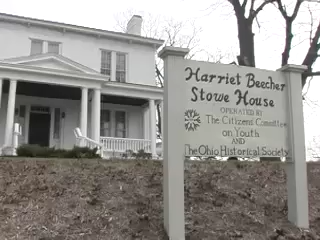 Harriet Beecher
Stowe House
OPERATED BY
The Citizens' Committee
on Youth
AND
The Ohio Historical Society